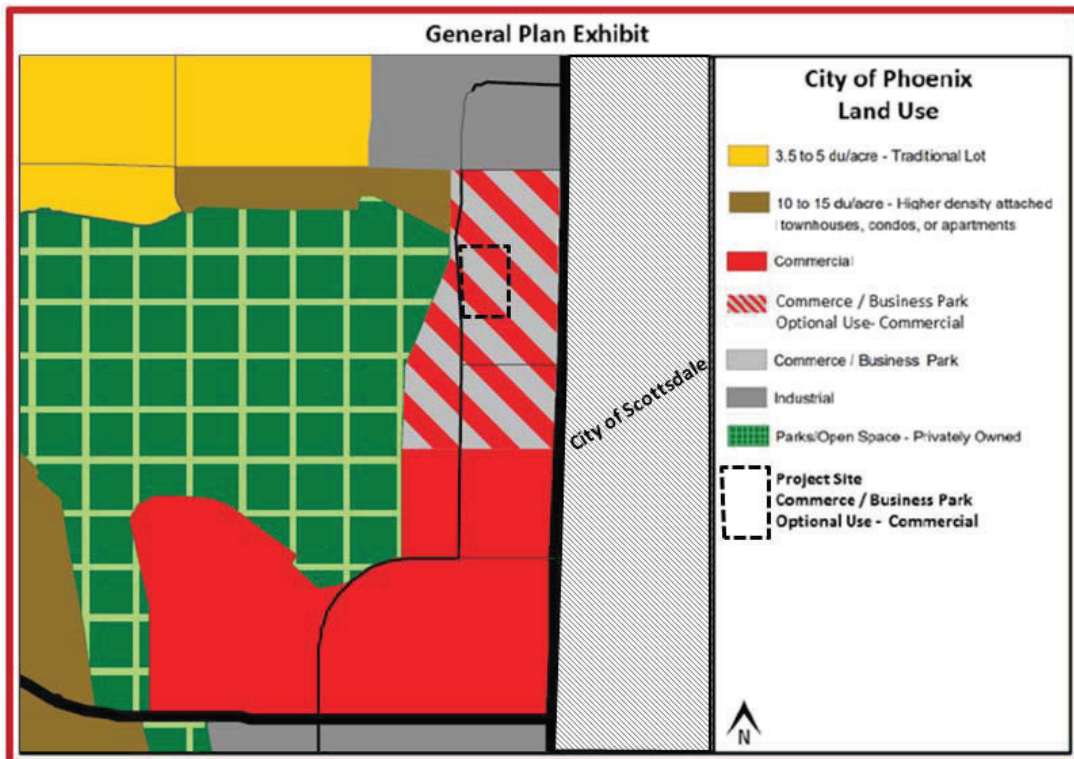 General Plan Exhibit
City of Phoenix
Land Use
3.5 to 5 du/acre - Traditional Lot
10 to 15 du/acre - Higher density attached
townhouses, condos, or apartments
Commercial
Commerce / Business Park
Optional Use- Commercial
Commerce / Business Park
Industrial
Parks/Open Space - Privately Owned
Project Site
Commerce / Business Park
Optional Use - Commercial
City of Scottsdale
N